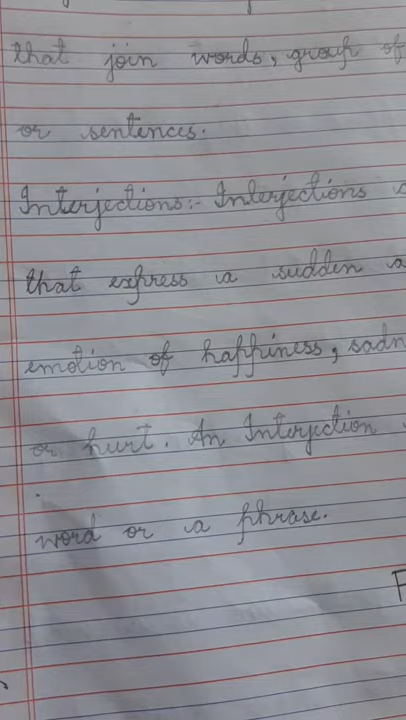 that join words, group of
or sentences.
Interjections:- Interjections
that express a sudden
emotion of happiness, sadn
or hurt. An Interjection
word or a phrase.
F